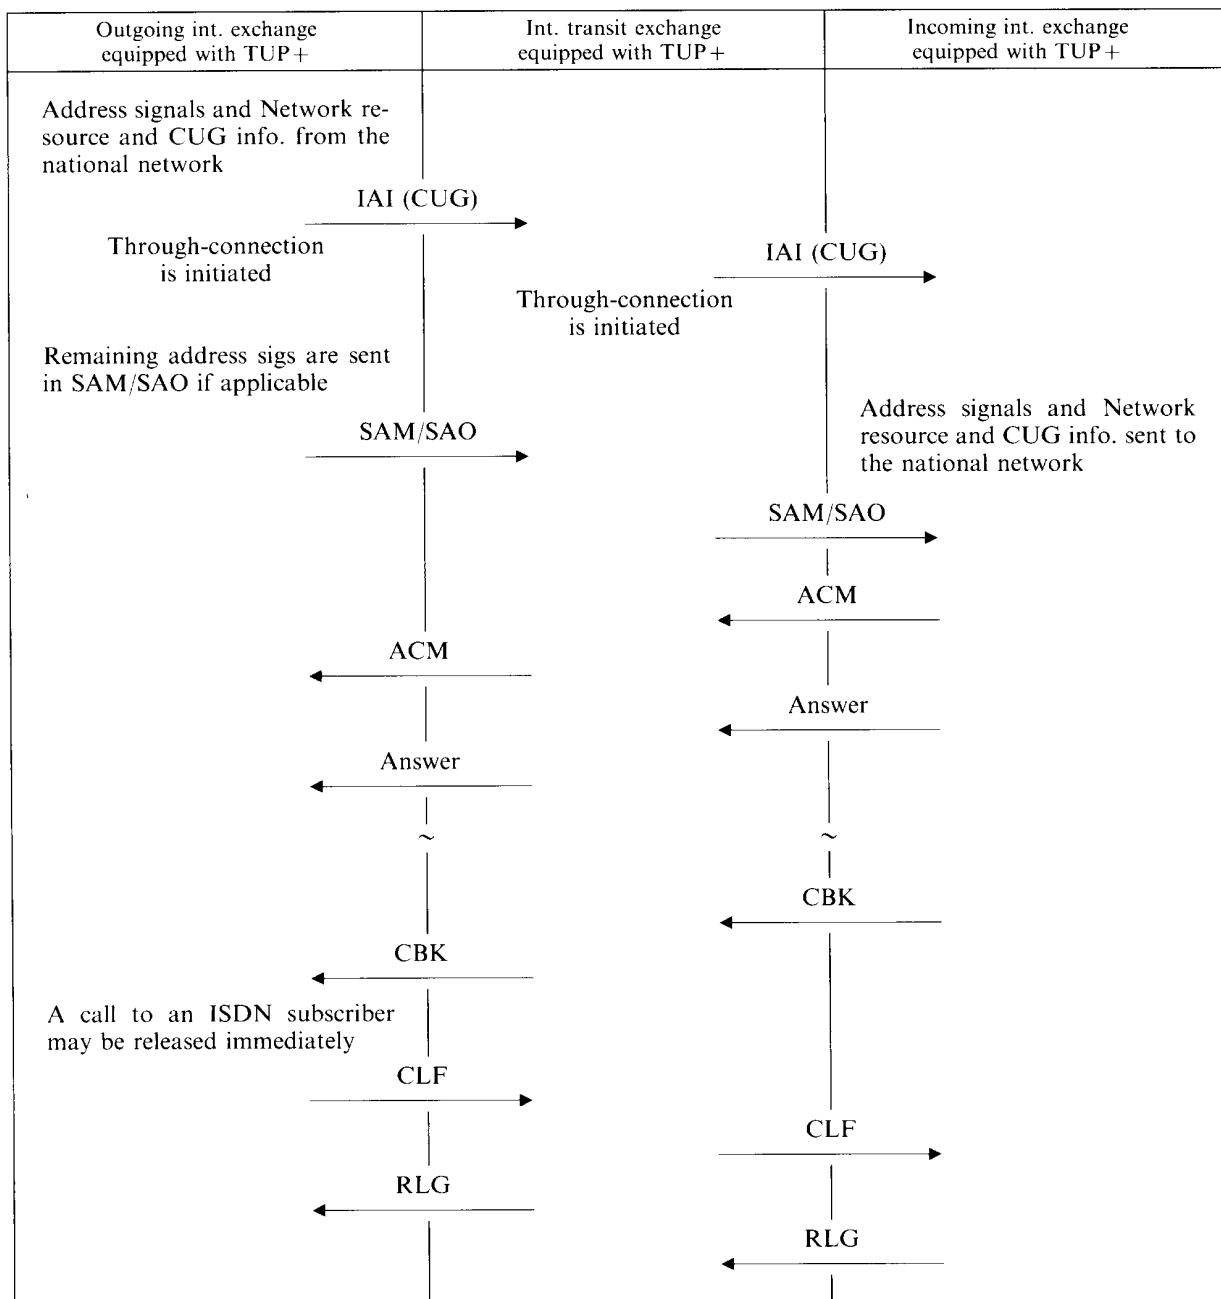 Outgoing int. exchange
equipped with TUP+
Int. transit exchange
equipped with TUP+
Incoming int. exchange
equipped with TUP+
Address signals and Network re-
source and CUG info. from the
national network
IAI (CUG)
Through-connection
is initiated
IAI (CUG)
Through-connection
is initiated
Remaining address sigs are sent
in SAM/SAO if applicable
SAM/SAO
Address signals and Network
resource and CUG info. sent to
the national network
SAM/SAO
ACM
ACM
Answer
Answer
~
~
CBK
CBK
A call to an ISDN subscriber
may be released immediately
CLF
CLF
RLG
RLG